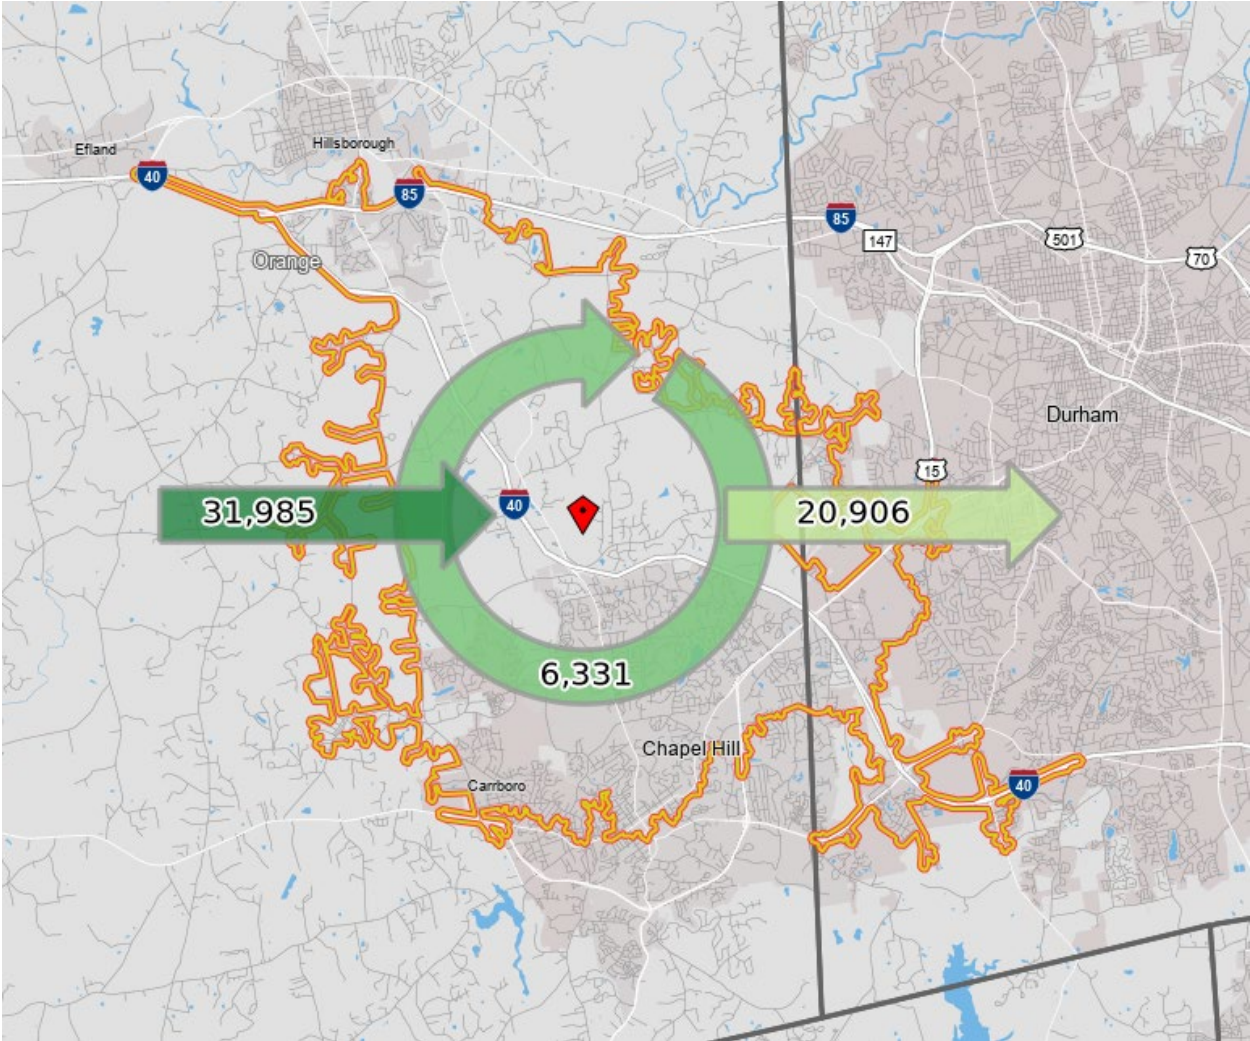 Efland
Hillsborough
40
85
85
147
501
70
Orange
Durham
15
31,985
40
20,906
6,331
Chapel Hill
Carrboro
40